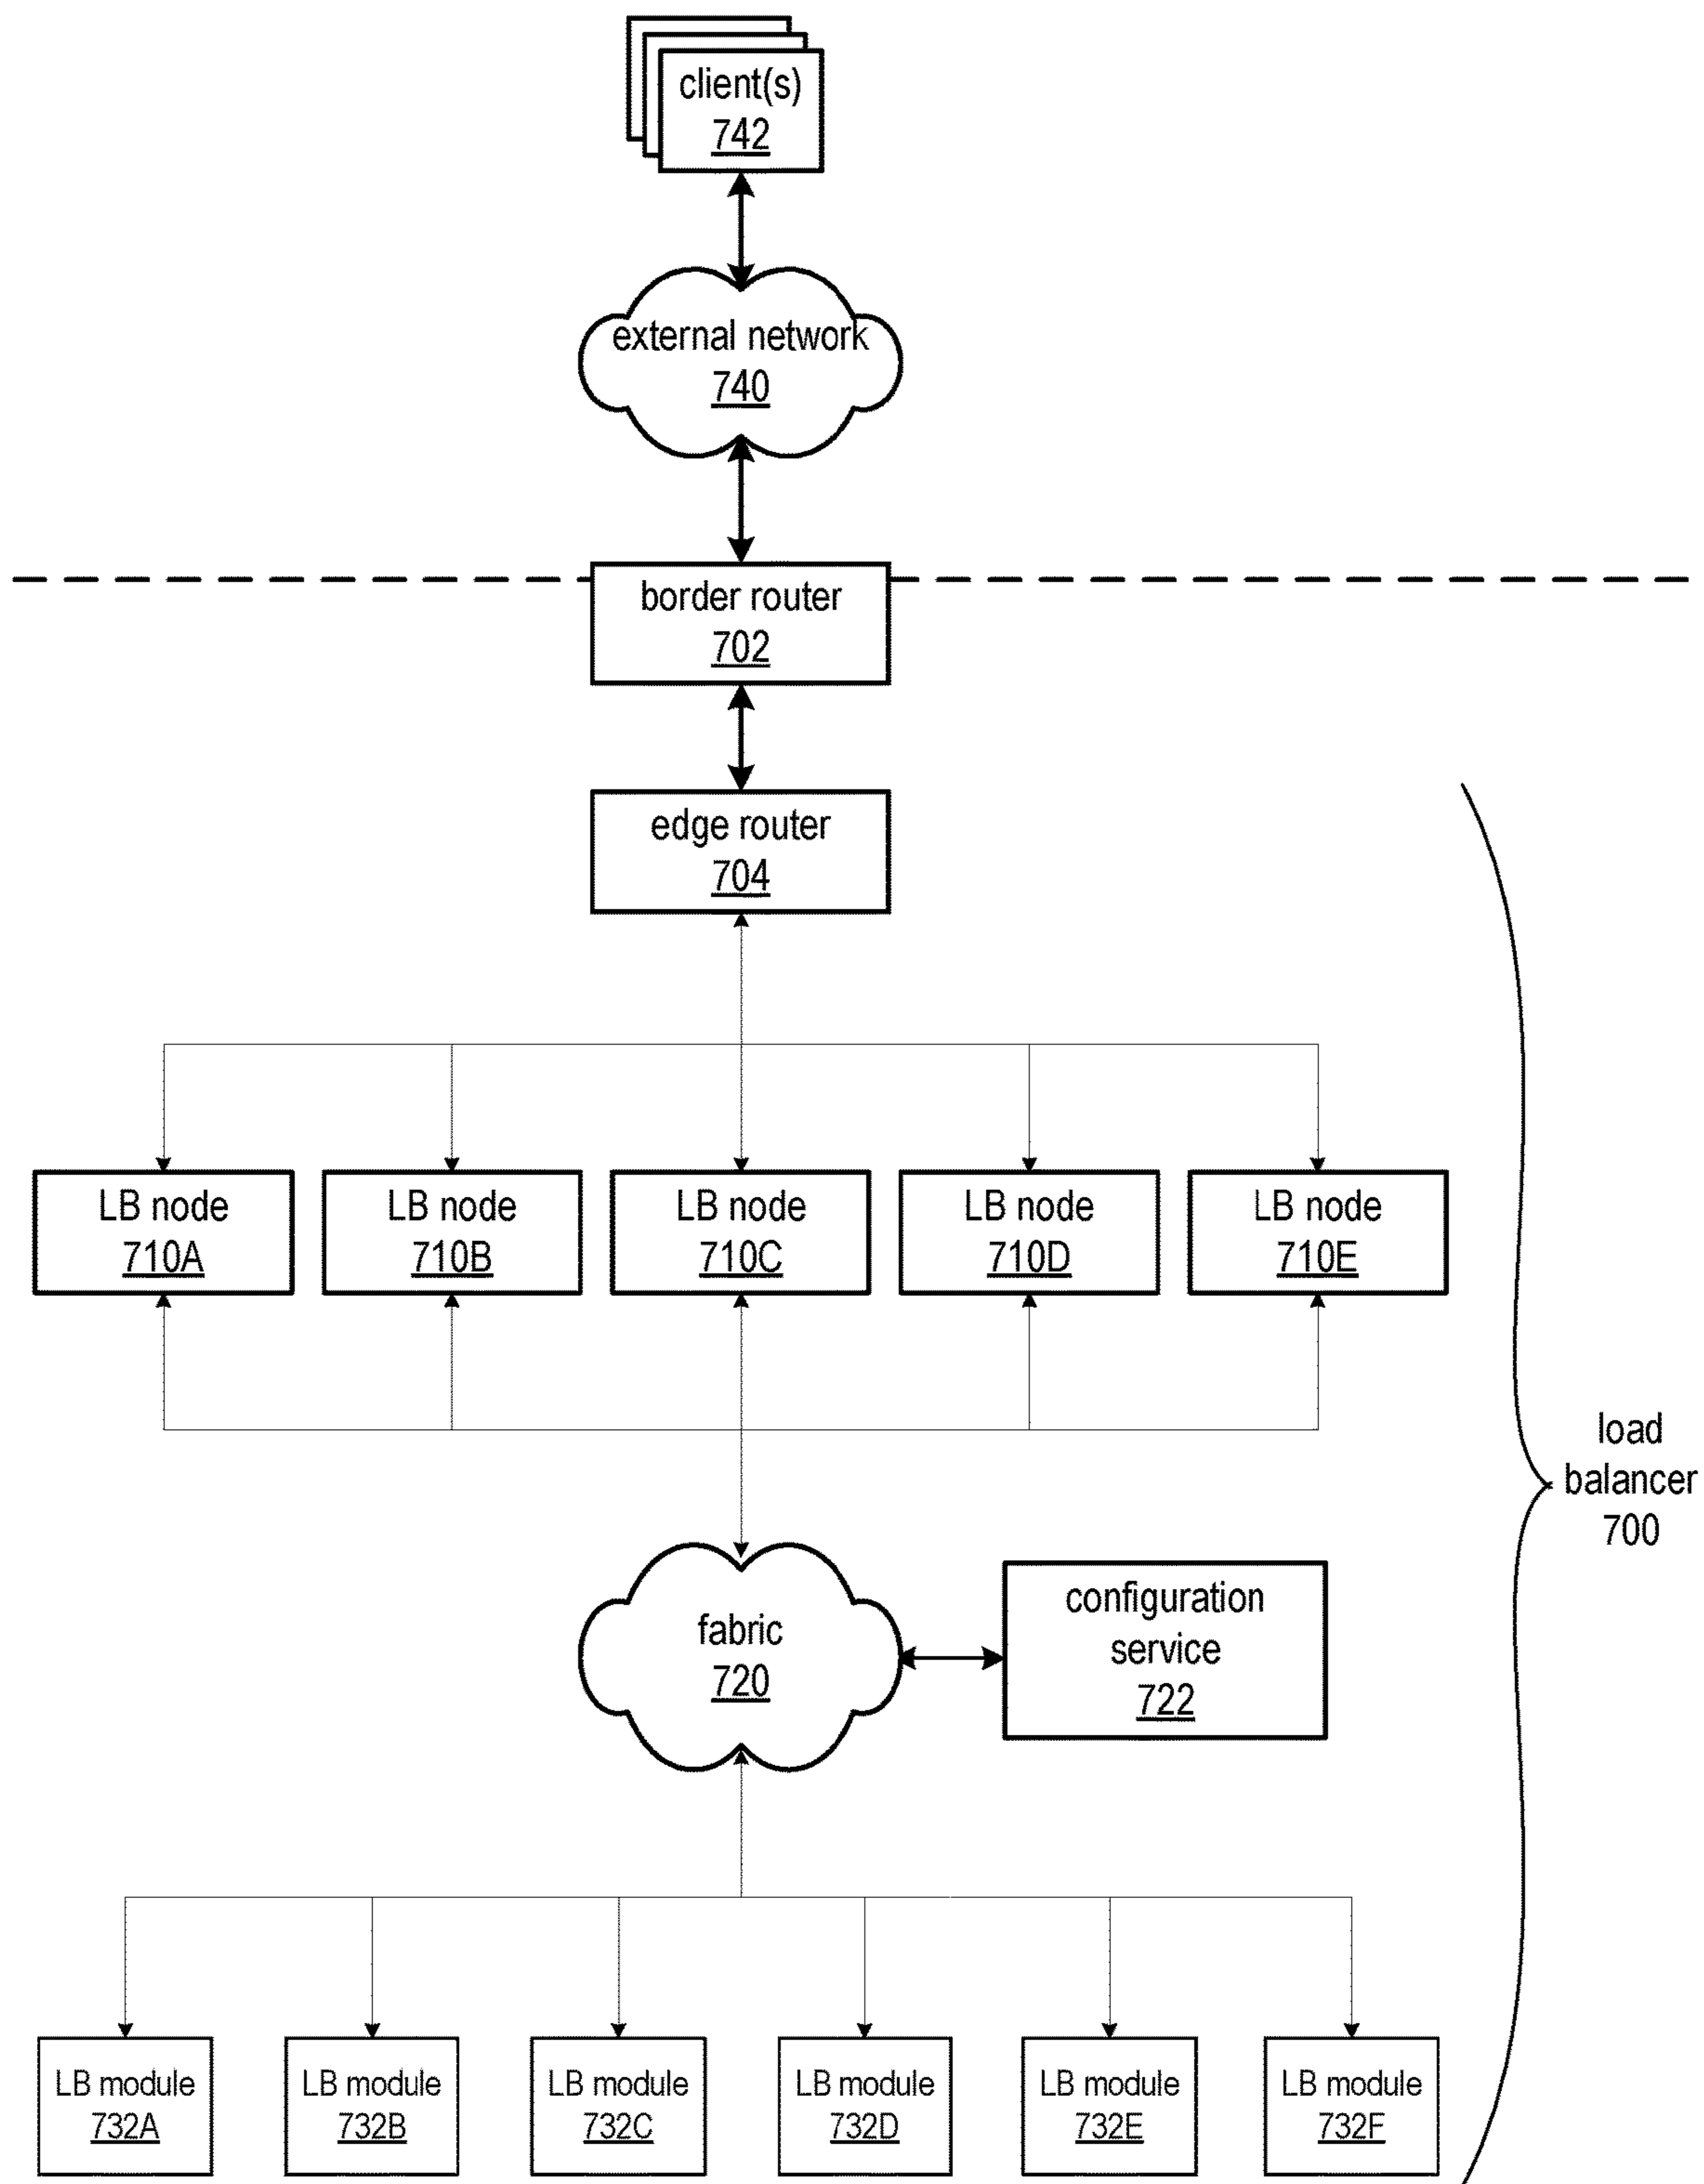 client(s)
742
external network
740
border router
702
edge router
704
LB node
710A
LB node
710B
LB node
710C
LB node
710D
LB node
710E
load
balancer
700
fabric
720
configuration
service
722
LB module
732A
LB module
732B
LB module
732C
LB module
732D
LB module
732E
LB module
732F